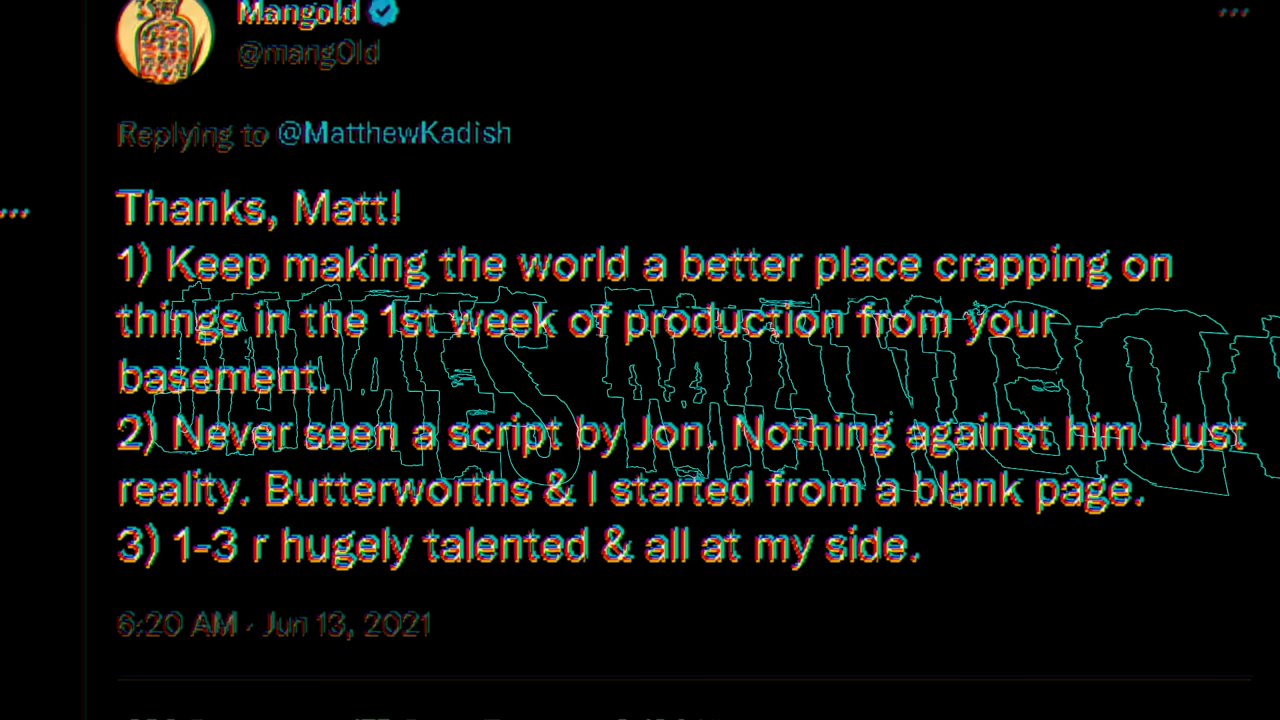 Mangold
@mang0ld
Replying to @MatthewKadish
Thanks, Matt!
1) Keep making the world a better place crapping on
things in the 1st week of production from your
basement.
JAMES MANGO
2) Never seen a script by Jon. Nothing against him. Just
reality. Butterworths & I started from a blank page.
3) 1-3 r hugely talented & all at my side.
6:20 AM · Jun 13, 2021